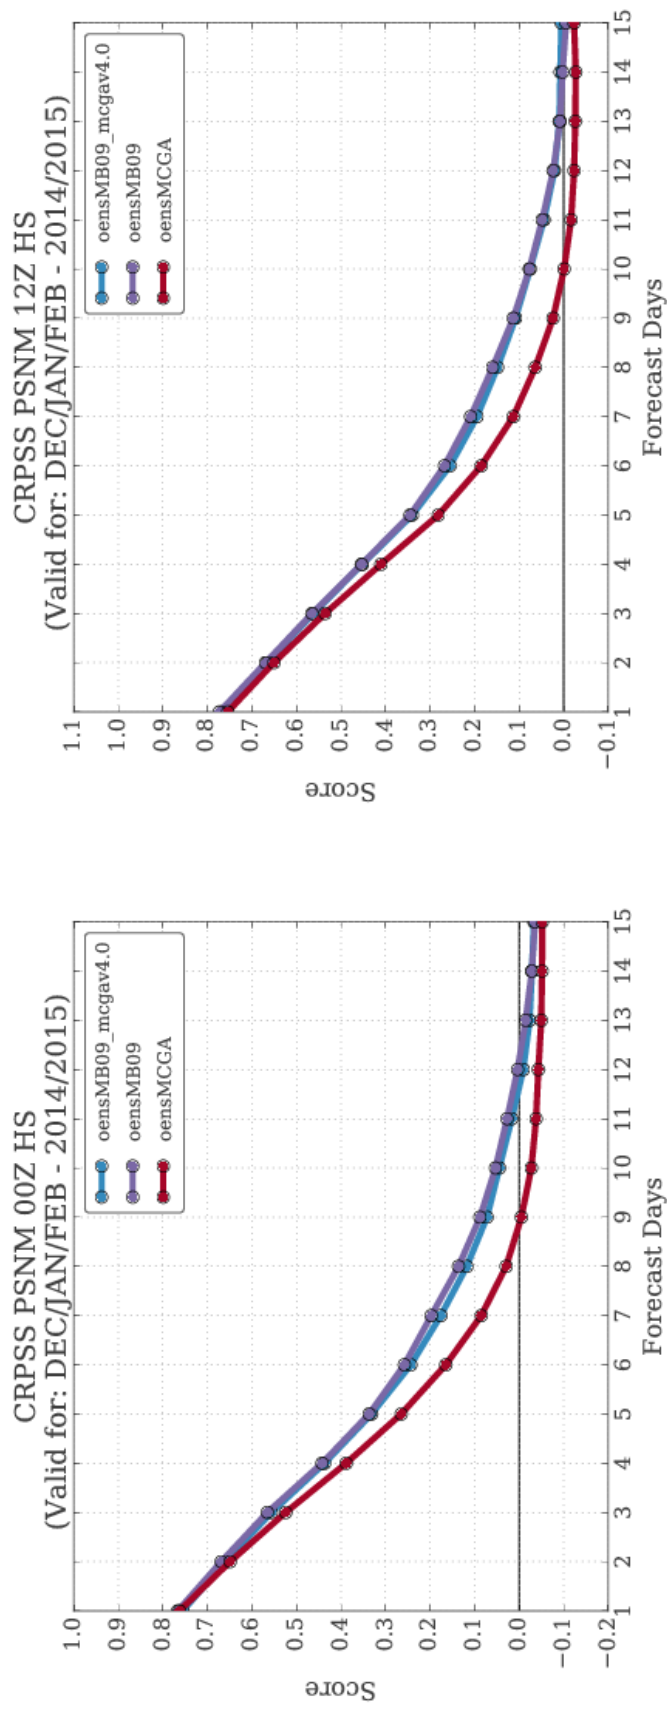 CRPSS PSNM 00Z HS
(Valid for: DEC/JAN/FEB - 2014/2015)
oensMB09_mcgav4.0
oensMB09
oensMCGA
Score
1.0
0.9
0.8
0.7
0.6
0.5
0.4
0.3
0.2
0.1
0.0
−0.1
−0.2
1 2 3 4 5 6 7 8 9 10 11 12 13 14 15
Forecast Days
CRPSS PSNM 12Z HS
(Valid for: DEC/JAN/FEB - 2014/2015)
oensMB09_mcgav4.0
oensMB09
oensMCGA
Score
1.1
1.0
0.9
0.8
0.7
0.6
0.5
0.4
0.3
0.2
0.1
0.0
−0.1
1 2 3 4 5 6 7 8 9 10 11 12 13 14 15
Forecast Days